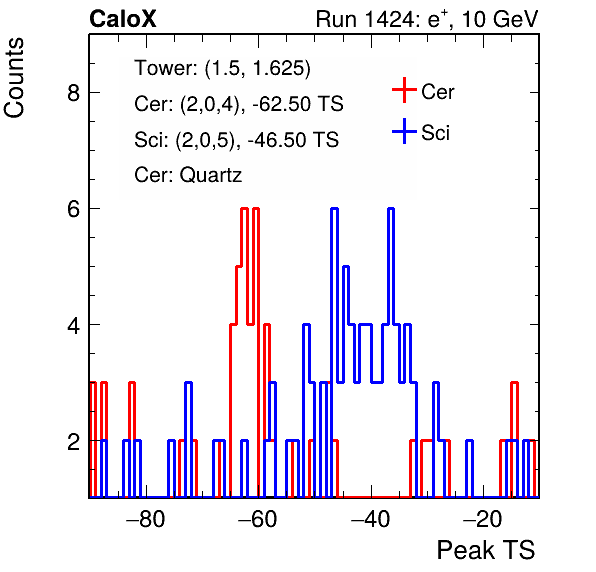 CaloX Run 1424: e⁺, 10 GeV
Counts
Tower: (1.5, 1.625)
Cer: (2,0,4), -62.50 TS
Sci: (2,0,5), -46.50 TS
Cer: Quartz
Cer
Sci
8
6
4
2
−80 −60 −40 −20
Peak TS